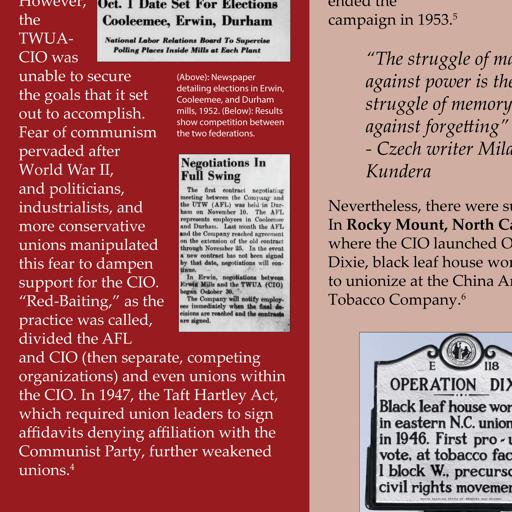 However,
the
TWUA-
CIO was
unable to secure
the goals that it set
out to accomplish.
Fear of communism
pervaded after
World War II,
and politicians,
industrialists, and
more conservative
unions manipulated
this fear to dampen
support for the CIO.
“Red-Baiting,” as the
practice was called,
divided the AFL
and CIO (then separate, competing
organizations) and even unions within
the CIO. In 1947, the Taft Hartley Act,
which required union leaders to sign
affidavits denying affiliation with the
Communist Party, further weakened
unions.⁴
Oct. 1 Date Set For Elections
Cooleemee, Erwin, Durham
National Labor Relations Board To Supervise
Polling Places Inside Mills at Each Plant
(Above): Newspaper
detailing elections in Erwin,
Cooleemee, and Durham
mills, 1952. (Below): Results
show competition between
the two federations.
Negotiations In
Full Swing
The first contract negotiating
meeting between the Company and
the UTW (AFL) was held in Dur-
ham on November 10. The AFL
represents employees in Cooleemee
and Durham. Last month the AFL
and the Company reached agreement
on the extension of the old contract
through November 25. In the event
a new contract has not been signed
by that date, negotiations will con-
tinue.
In Erwin, negotiations between
Erwin Mills and the TWUA (CIO)
began October 30.
The Company will notify employ-
ees immediately when the final de-
cisions are reached and the contracts
are signed.
ended the
campaign in 1953.⁵
“The struggle of ma
against power is the
struggle of memory
against forgetting”
- Czech writer Mila
Kundera
Nevertheless, there were su
In Rocky Mount, North Ca
where the CIO launched O
Dixie, black leaf house wor
to unionize at the China Am
Tobacco Company.⁶
E 118
OPERATION DIX
Black leaf house wor
in eastern N.C. union
in 1946. First pro-u
vote, at tobacco fac
1 block W., precurso
civil rights movemen